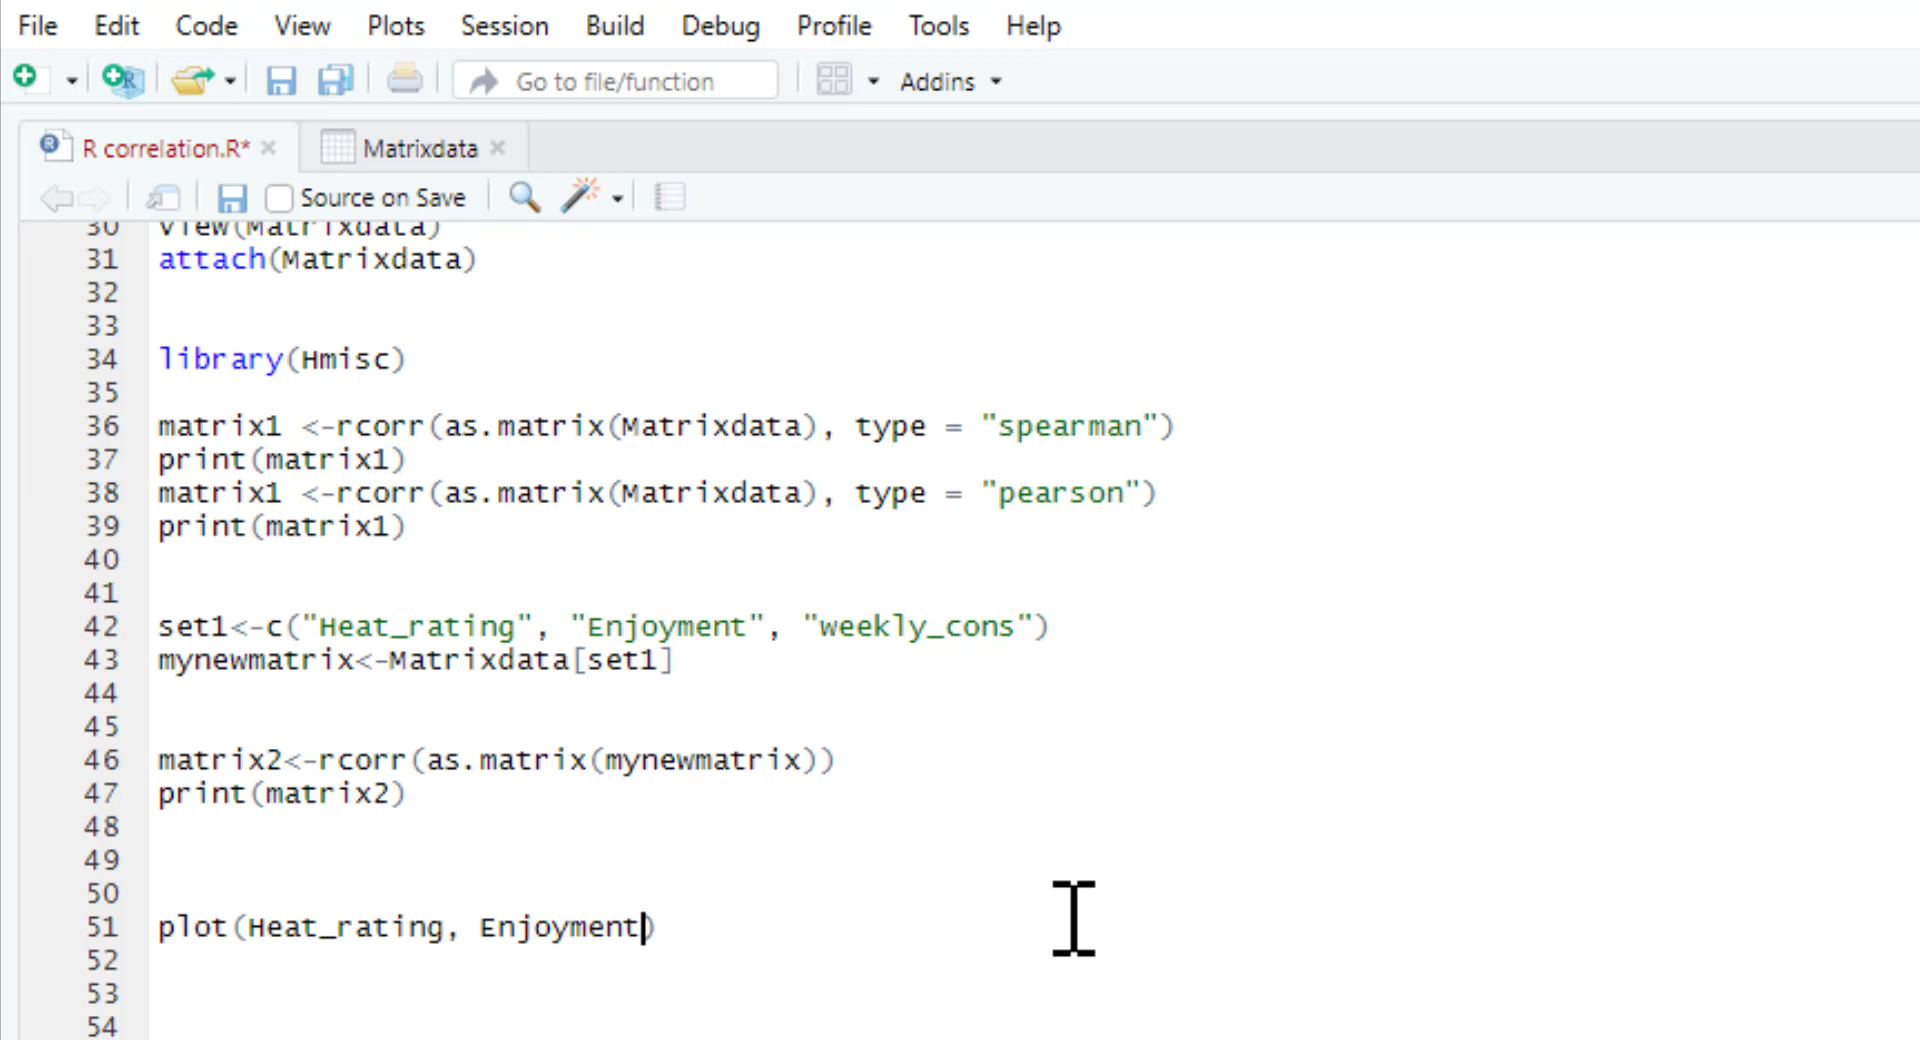 File Edit Code View Plots Session Build Debug Profile Tools Help
Go to file/function Addins
R correlation.R* Matrixdata
Source on Save
30 View(Matrixdata)
31 attach(Matrixdata)
32
33
34 library(Hmisc)
35
36 matrix1 <-rcorr(as.matrix(Matrixdata), type = "spearman")
37 print(matrix1)
38 matrix1 <-rcorr(as.matrix(Matrixdata), type = "pearson")
39 print(matrix1)
40
41
42 set1<-c("Heat_rating", "Enjoyment", "weekly_cons")
43 mynewmatrix<-Matrixdata[set1]
44
45
46 matrix2<-rcorr(as.matrix(mynewmatrix))
47 print(matrix2)
48
49
50
51 plot(Heat_rating, Enjoyment)
52
53
54